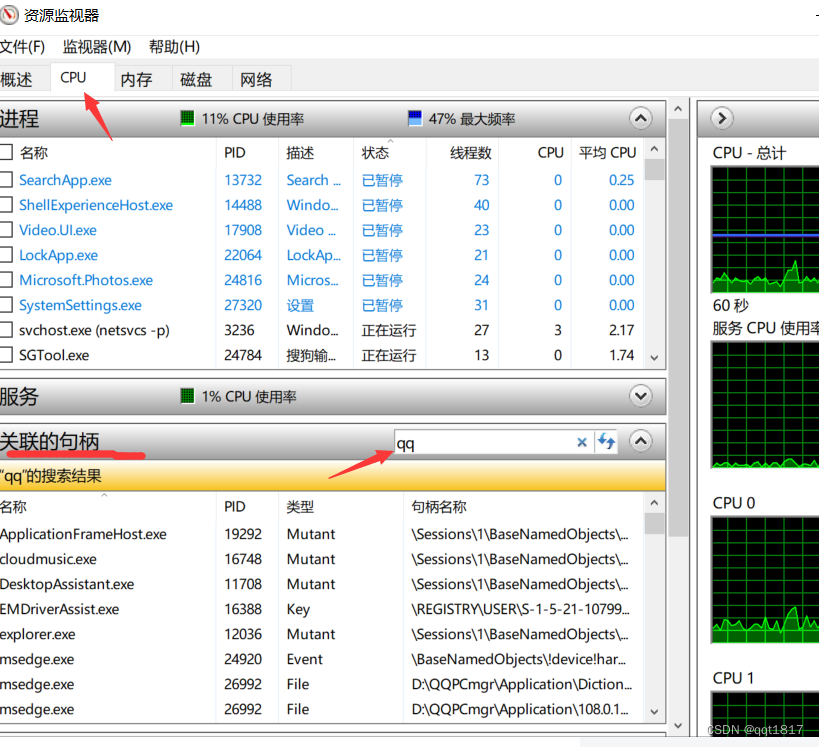 资源监视器
文件(F) 监视器(M) 帮助(H)
概述 CPU 内存 磁盘 网络
进程 11% CPU 使用率 47% 最大频率
名称 PID 描述 状态 线程数 CPU 平均 CPU
SearchApp.exe 13732 Search ... 已暂停 73 0 0.25
ShellExperienceHost.exe 14488 Windo... 已暂停 40 0 0.00
Video.UI.exe 17908 Video ... 已暂停 23 0 0.00
LockApp.exe 22064 LockAp... 已暂停 21 0 0.00
Microsoft.Photos.exe 24816 Micros... 已暂停 24 0 0.00
SystemSettings.exe 27320 设置 已暂停 31 0 0.00
svchost.exe (netsvcs -p) 3236 Windo... 正在运行 27 3 2.17
SGTool.exe 24784 搜狗输... 正在运行 13 0 1.74
服务 1% CPU 使用率
关联的句柄 qq
“qq”的搜索结果
名称 PID 类型 句柄名称
ApplicationFrameHost.exe 19292 Mutant \Sessions\1\BaseNamedObjects\...
cloudmusic.exe 16748 Mutant \Sessions\1\BaseNamedObjects\...
DesktopAssistant.exe 11708 Mutant \Sessions\1\BaseNamedObjects\...
EMDriverAssist.exe 16388 Key \REGISTRY\USER\S-1-5-21-10799...
explorer.exe 12036 Mutant \Sessions\1\BaseNamedObjects\...
msedge.exe 24920 Event \BaseNamedObjects\!device!har...
msedge.exe 26992 File D:\QQPCmgr\Application\Diction...
msedge.exe 26992 File D:\QQPCmgr\Application\108.0.1...
CPU - 总计
60 秒
服务 CPU 使用率
CPU 0
CPU 1
CSDN @qqt1817